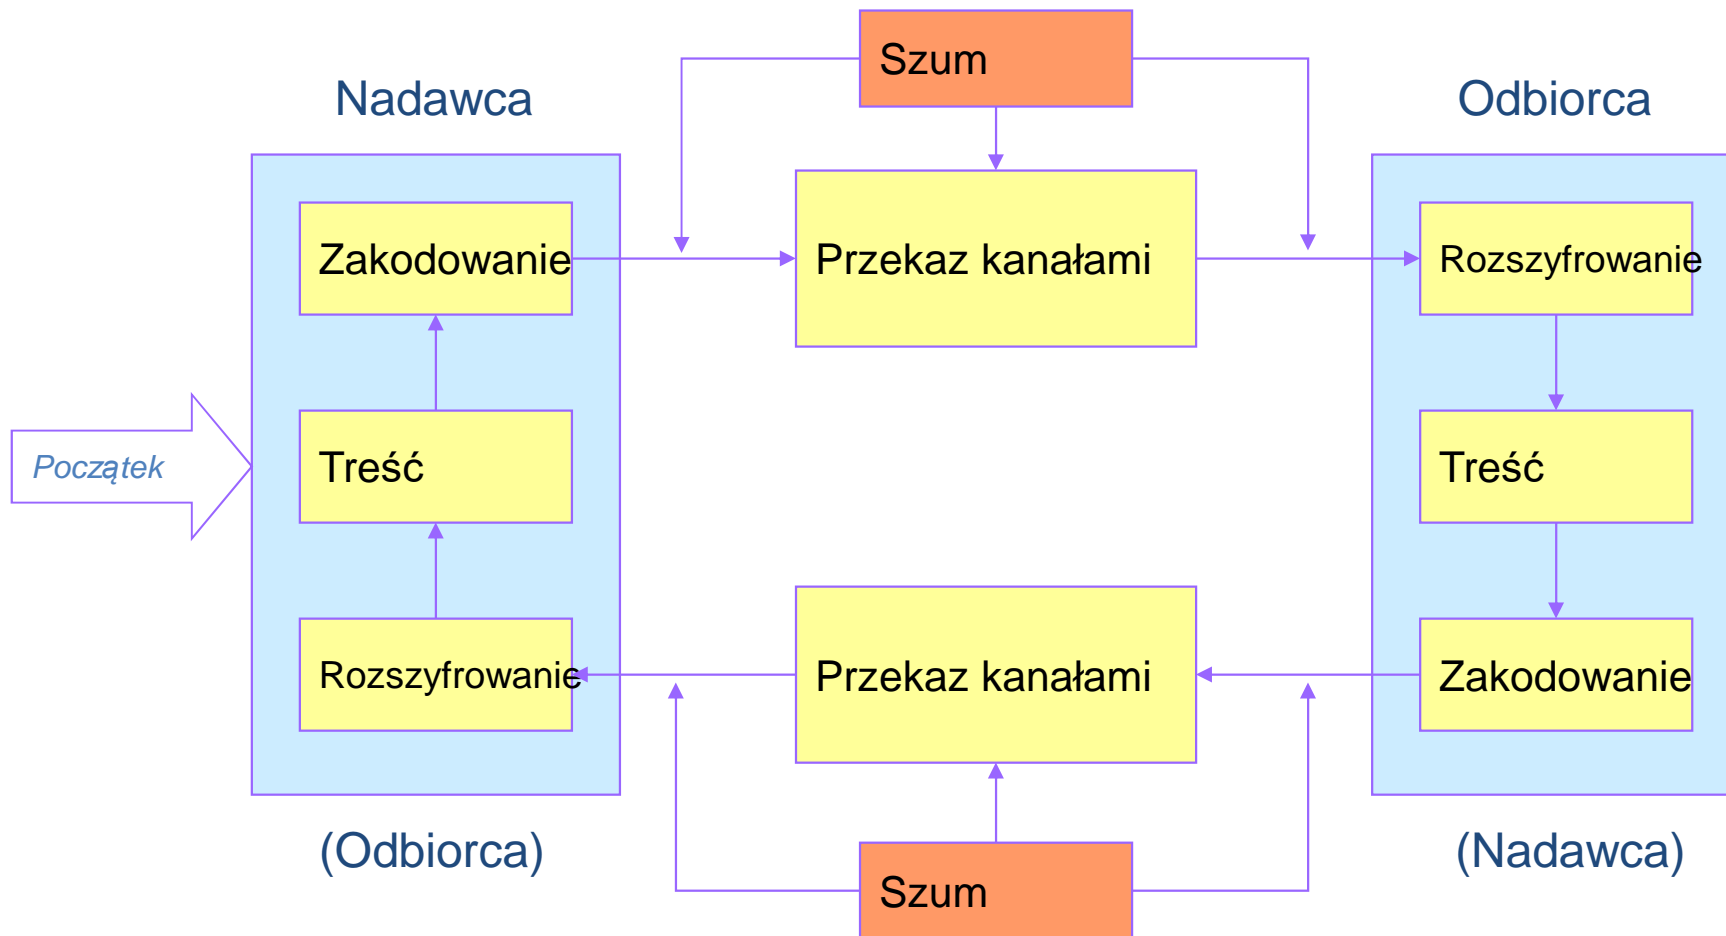 Szum
Nadawca
Odbiorca
Zakodowanie
Przekaz kanałami
Rozszyfrowanie
Początek
Treść
Treść
Rozszyfrowanie
Przekaz kanałami
Zakodowanie
(Odbiorca)
(Nadawca)
Szum